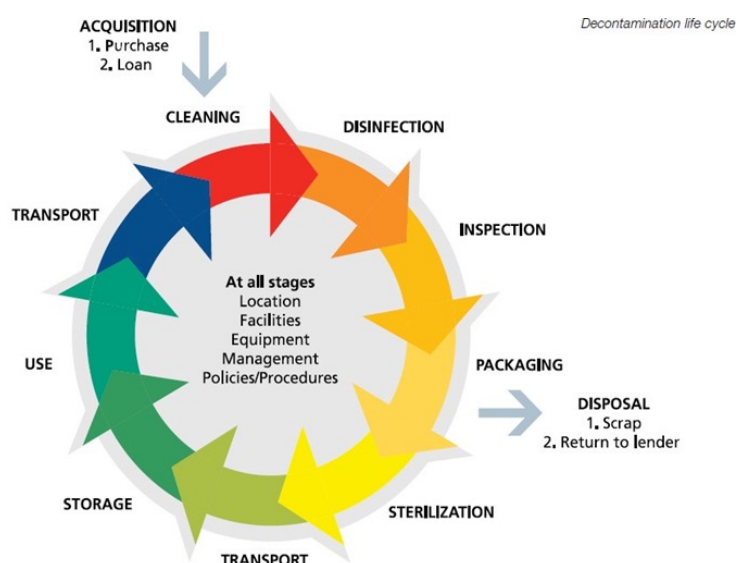 Decontamination life cycle
ACQUISITION
1. Purchase
2. Loan
CLEANING
DISINFECTION
INSPECTION
PACKAGING
DISPOSAL
1. Scrap
2. Return to lender
STERILIZATION
TRANSPORT
STORAGE
USE
TRANSPORT
At all stages
Location
Facilities
Equipment
Management
Policies/Procedures